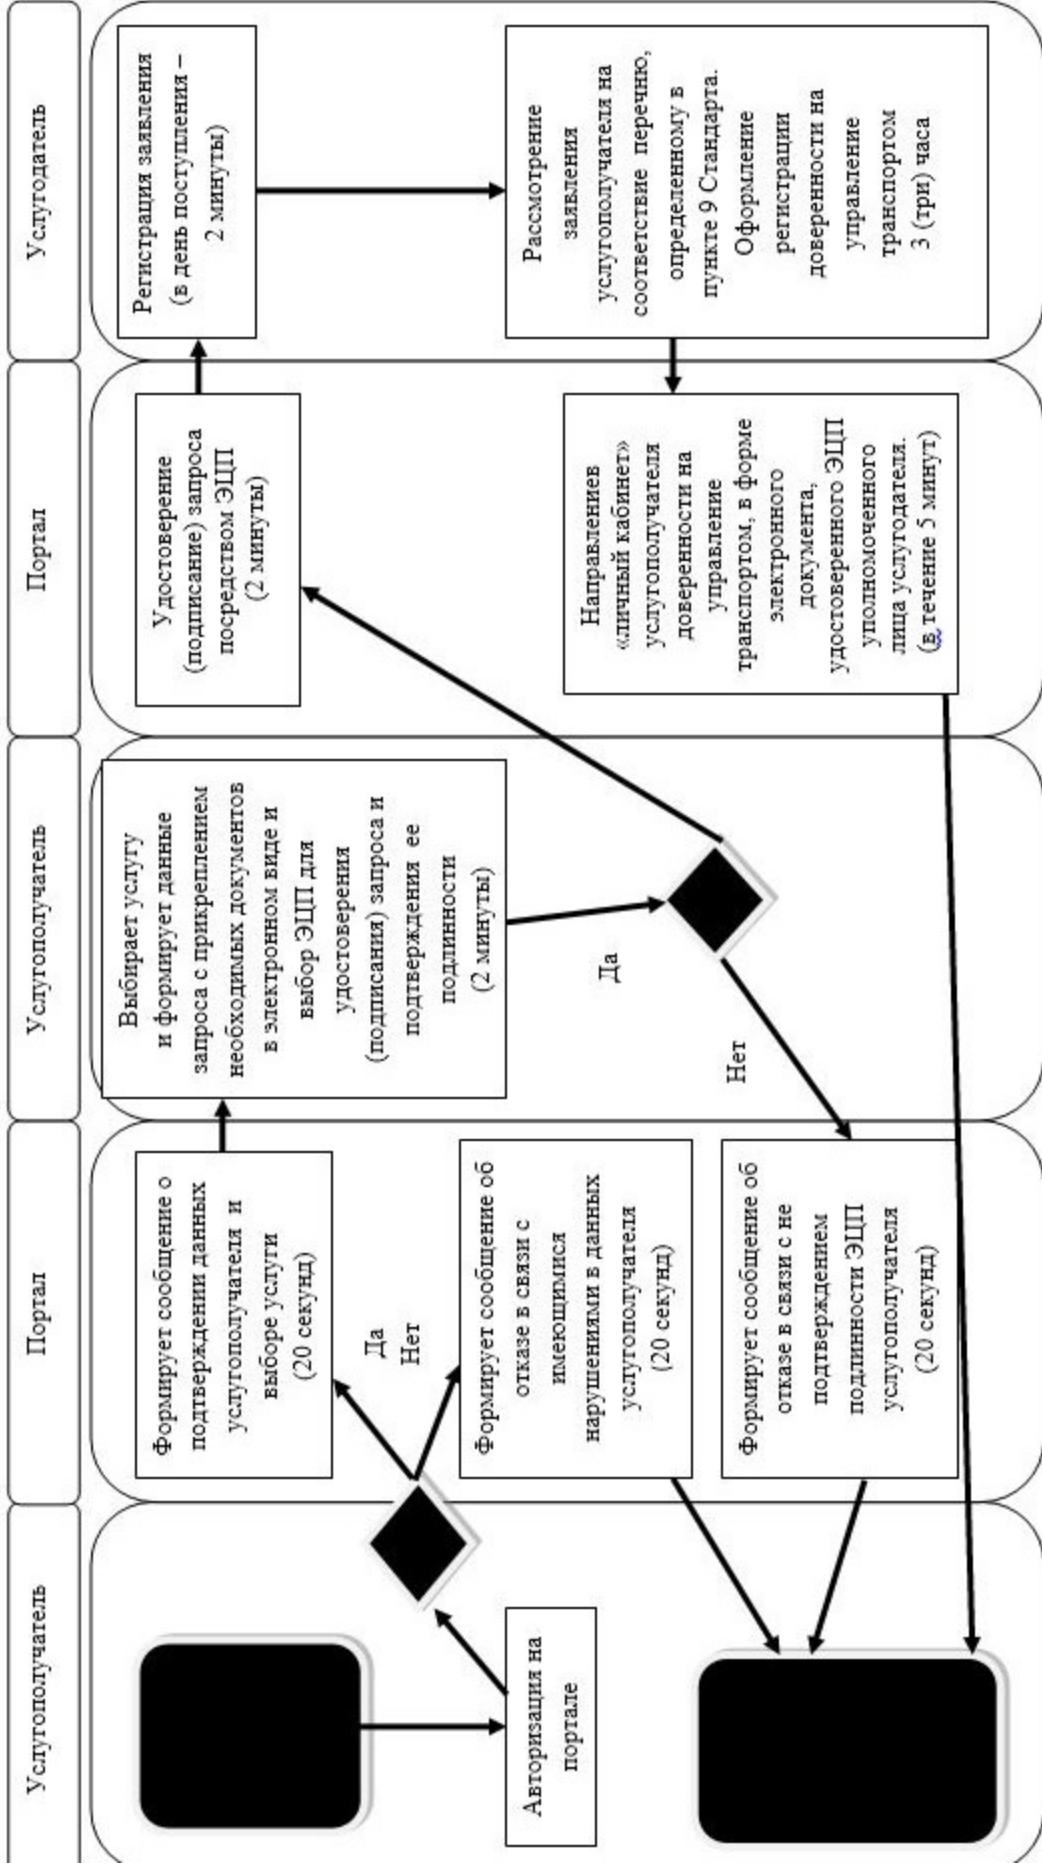 Услугополучатель
Портал
Услугополучатель
Портал
Услугодатель
Авторизация на
портале
Формирует сообщение о
подтверждении данных
услугополучателя и
выборе услуги
(20 секунд)
Да
Нет
Формирует сообщение об
отказе в связи с
имеющимися
нарушениями в данных
услугополучателя
(20 секунд)
Формирует сообщение об
отказе в связи с не
подтверждением
подлинности ЭЦП
услугополучателя
(20 секунд)
Выбирает услугу
и формирует данные
запроса с прикреплением
необходимых документов
в электронном виде и
выбор ЭЦП для
удостоверения
(подписания) запроса и
подтверждения ее
подлинности
(2 минуты)
Да
Нет
Удостоверение
(подписание) запроса
посредством ЭЦП
(2 минуты)
Направлениев
«личный кабинет»
услугополучателя
доверенности на
управление
транспортом, в форме
электронного
документа,
удостоверенного ЭЦП
уполномоченного
лица услугодателя.
(в течение 5 минут)
Регистрация заявления
(в день поступления –
2 минуты)
Рассмотрение
заявления
услугополучателя на
соответствие перечню,
определенному в
пункте 9 Стандарта.
Оформление
регистрации
доверенности на
управление
транспортом
3 (три) часа